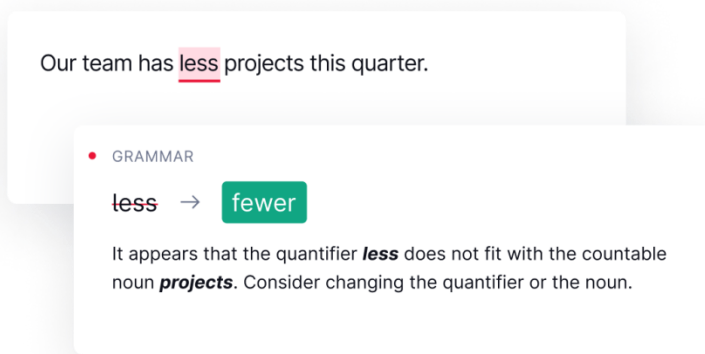 Our team has less projects this quarter.
GRAMMAR
less → fewer
It appears that the quantifier less does not fit with the countable
noun projects. Consider changing the quantifier or the noun.